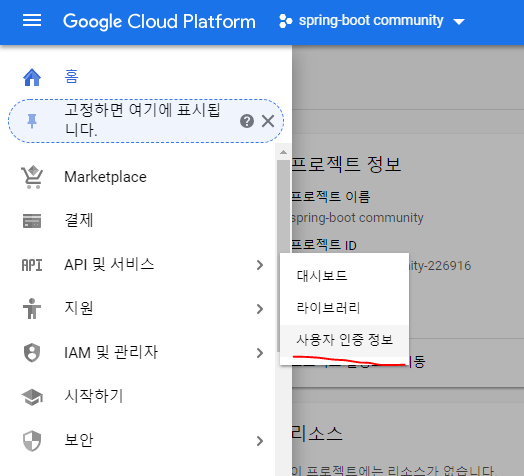 Google Cloud Platform
spring-boot community
홈
고정하면 여기에 표시됩
니다.
Marketplace
결제
API API 및 서비스
지원
IAM 및 관리자
시작하기
보안
대시보드
라이브러리
사용자 인증 정보
프로젝트 정보
프로젝트 이름
spring-boot community
프로젝트 ID
nity-226916
리소스
이 프로젝트에는 리소스가 없습니다.